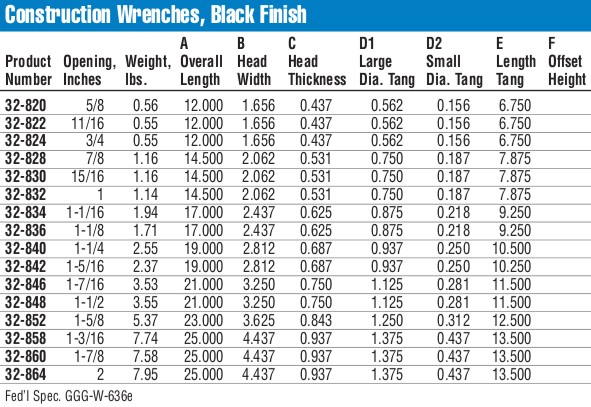 Construction Wrenches, Black Finish
A B C D1 D2 E F
Product Opening, Weight, Overall Head Head Large Small Length Offset
Number Inches lbs. Length Width Thickness Dia. Tang Dia. Tang Tang Height
32-820 5/8 0.56 12.000 1.656 0.437 0.562 0.156 6.750
32-822 11/16 0.55 12.000 1.656 0.437 0.562 0.156 6.750
32-824 3/4 0.55 12.000 1.656 0.437 0.562 0.156 6.750
32-828 7/8 1.16 14.500 2.062 0.531 0.750 0.187 7.875
32-830 15/16 1.16 14.500 2.062 0.531 0.750 0.187 7.875
32-832 1 1.14 14.500 2.062 0.531 0.750 0.187 7.875
32-834 1-1/16 1.94 17.000 2.437 0.625 0.875 0.218 9.250
32-836 1-1/8 1.71 17.000 2.437 0.625 0.875 0.218 9.250
32-840 1-1/4 2.55 19.000 2.812 0.687 0.937 0.250 10.500
32-842 1-5/16 2.37 19.000 2.812 0.687 0.937 0.250 10.250
32-846 1-7/16 3.53 21.000 3.250 0.750 1.125 0.281 11.500
32-848 1-1/2 3.55 21.000 3.250 0.750 1.125 0.281 11.500
32-852 1-5/8 5.37 23.000 3.625 0.843 1.250 0.312 12.500
32-858 1-3/16 7.74 25.000 4.437 0.937 1.375 0.437 13.500
32-860 1-7/8 7.58 25.000 4.437 0.937 1.375 0.437 13.500
32-864 2 7.95 25.000 4.437 0.937 1.375 0.437 13.500
Fed'l Spec. GGG-W-636e